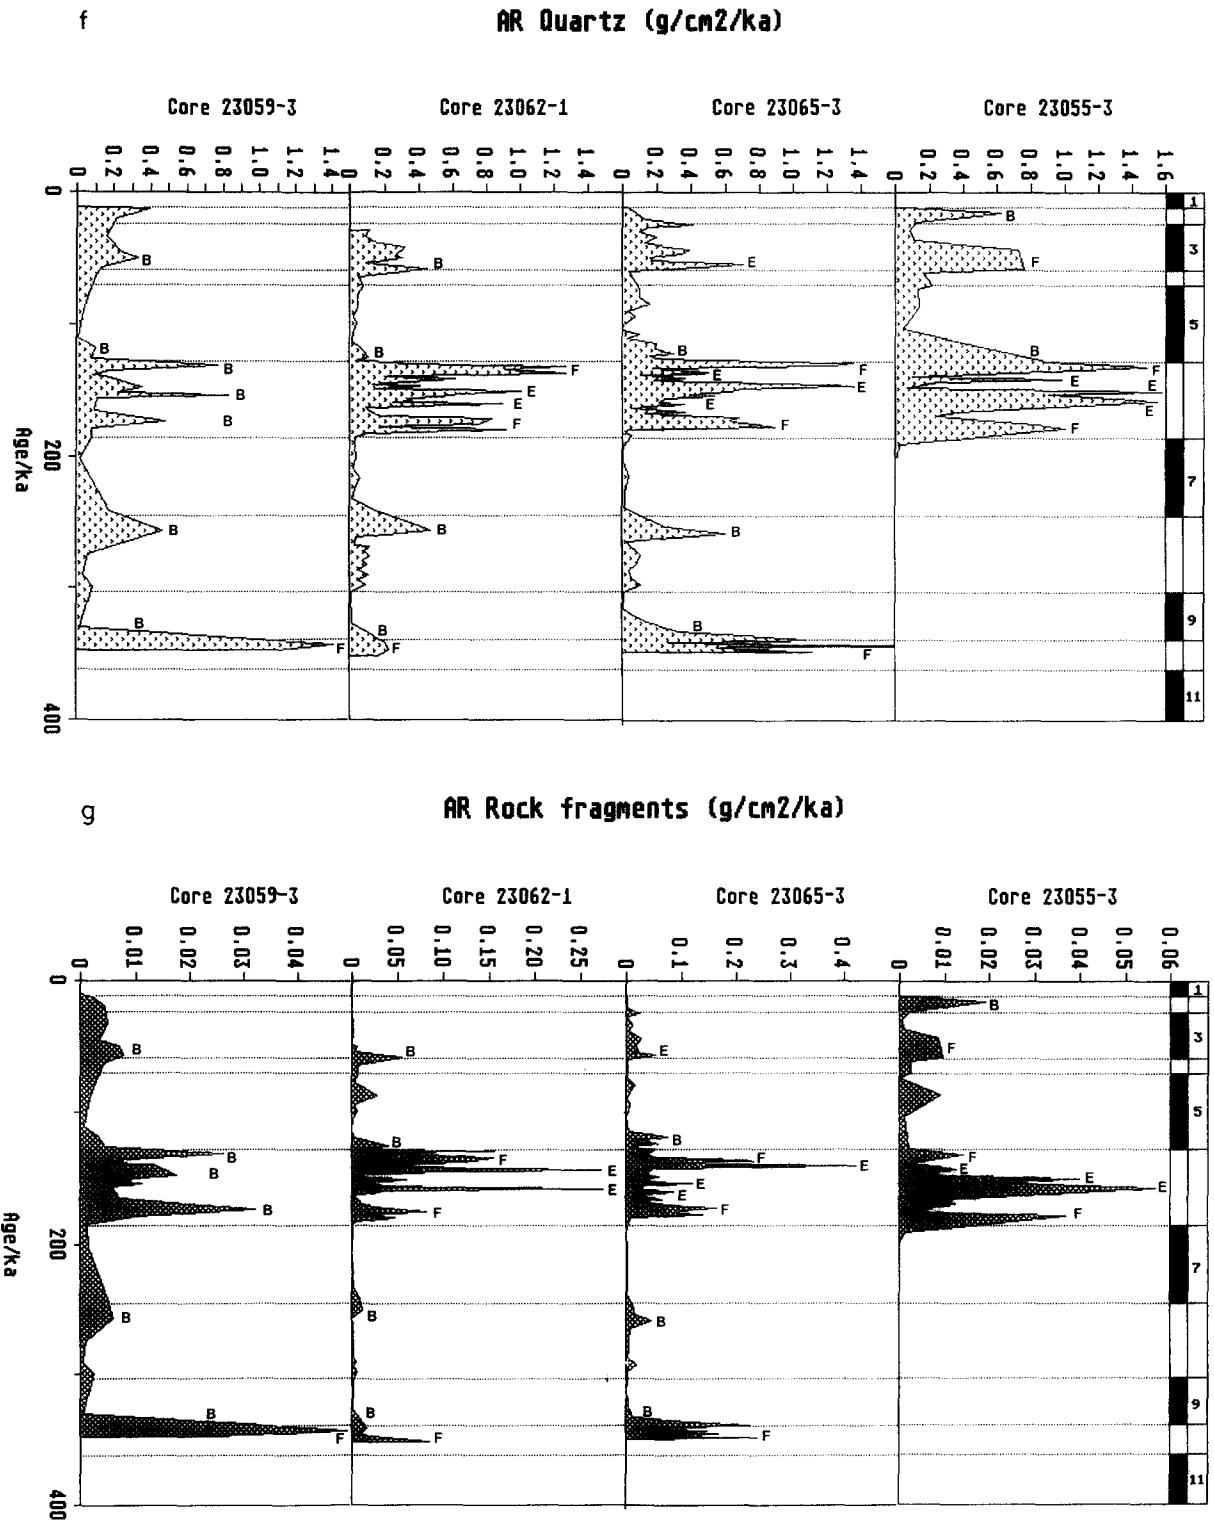 f
AR Quartz (g/cm2/ka)
Core 23059-3 Core 23062-1 Core 23065-3 Core 23055-3
0 0.2 0.4 0.6 0.8 1.0 1.2 1.4 0 0.2 0.4 0.6 0.8 1.0 1.2 1.4 0 0.2 0.4 0.6 0.8 1.0 1.2 1.4 0 0.2 0.4 0.6 0.8 1.0 1.2 1.4 1.6
0
1
B
3
B B E F
5
B B B B
B F F F
E E
B E E E
E E E
B F F F
200
Age/ka
7
B B B
B B B
9
F F F
11
400
g
AR Rock fragments (g/cm2/ka)
Core 23059-3 Core 23062-1 Core 23065-3 Core 23055-3
0 0.01 0.02 0.03 0.04 0 0.05 0.10 0.15 0.20 0.25 0 0.1 0.2 0.3 0.4 0 0.01 0.02 0.03 0.04 0.05 0.06
0
1
B
3
B B E F
5
B B
B F F F
B E E E
E
E E E
B F F F
200
Age/ka
7
B B B
B B B
9
F F F
11
400